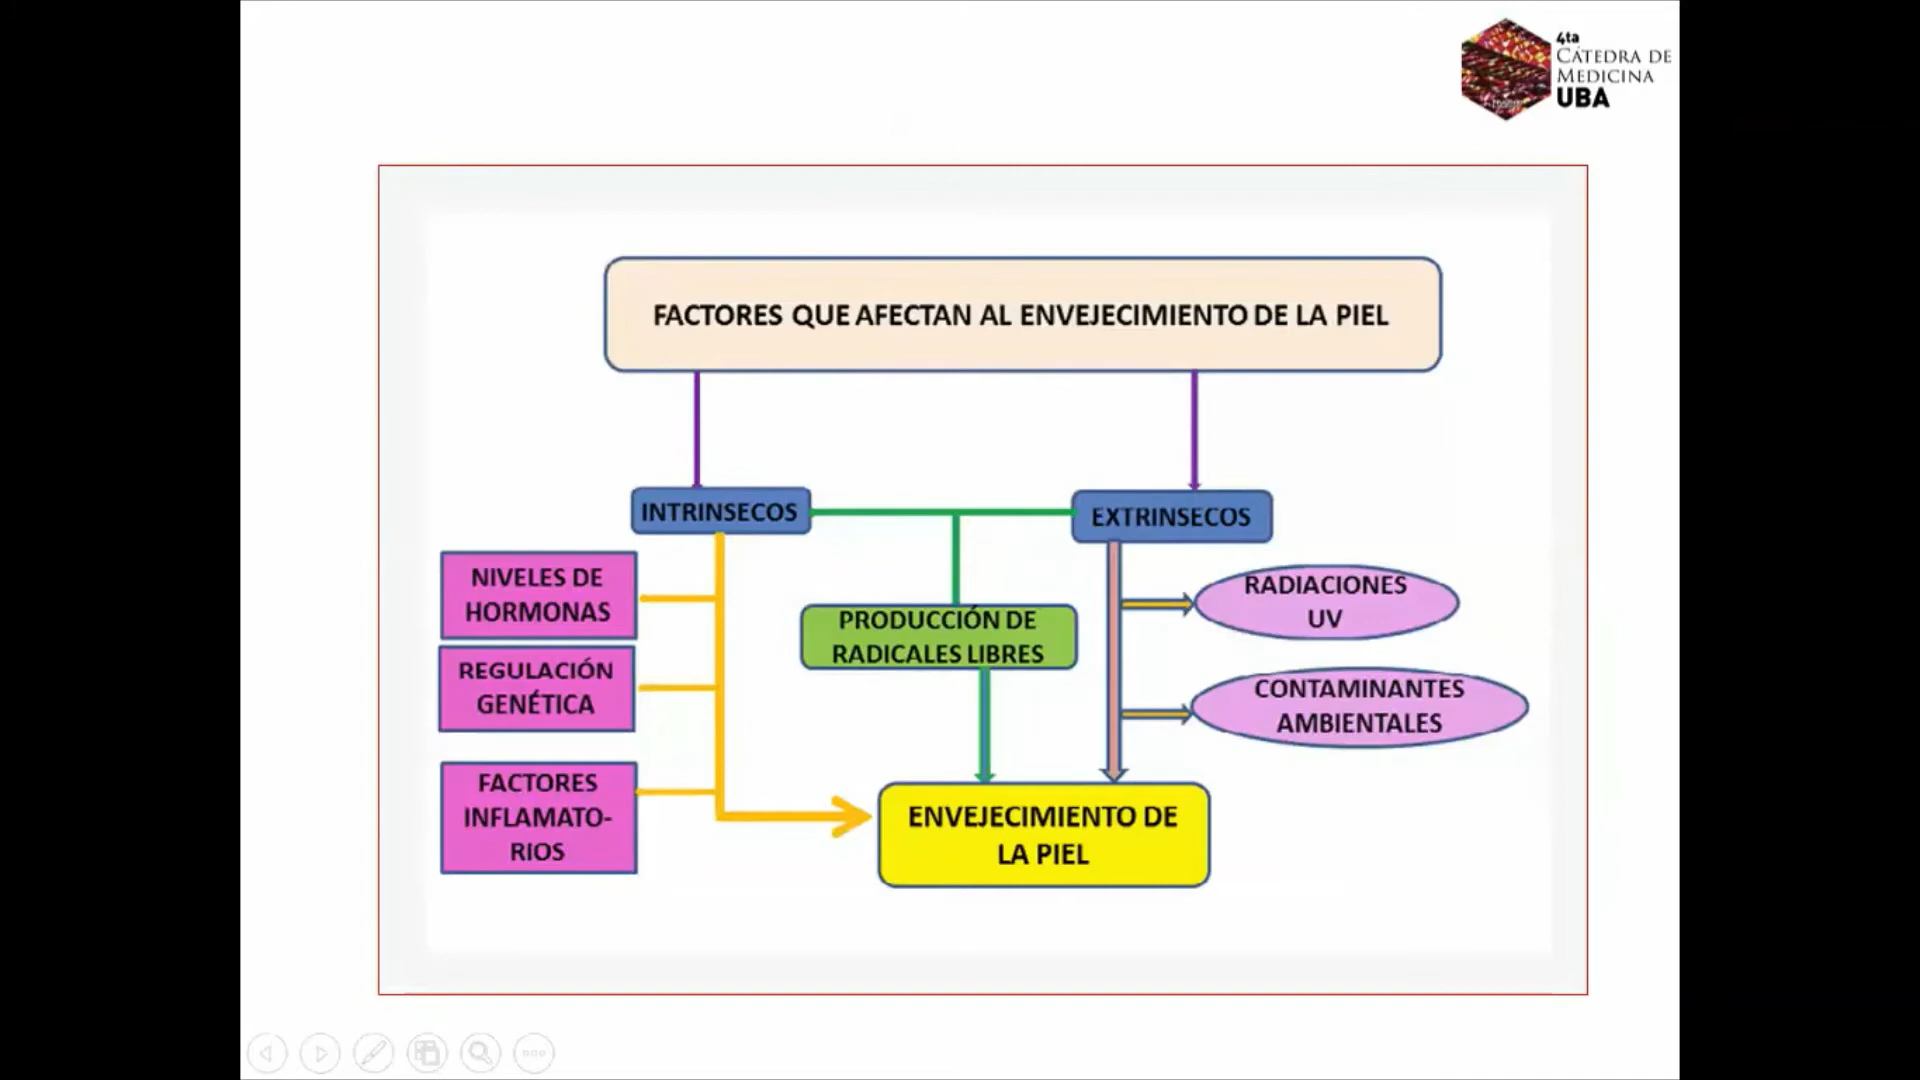 4ta
CÁTEDRA DE
MEDICINA
UBA
FACTORES QUE AFECTAN AL ENVEJECIMIENTO DE LA PIEL
INTRINSECOS
EXTRINSECOS
NIVELES DE
HORMONAS
REGULACIÓN
GENÉTICA
FACTORES
INFLAMATO-
RIOS
PRODUCCIÓN DE
RADICALES LIBRES
RADIACIONES
UV
CONTAMINANTES
AMBIENTALES
ENVEJECIMIENTO DE
LA PIEL